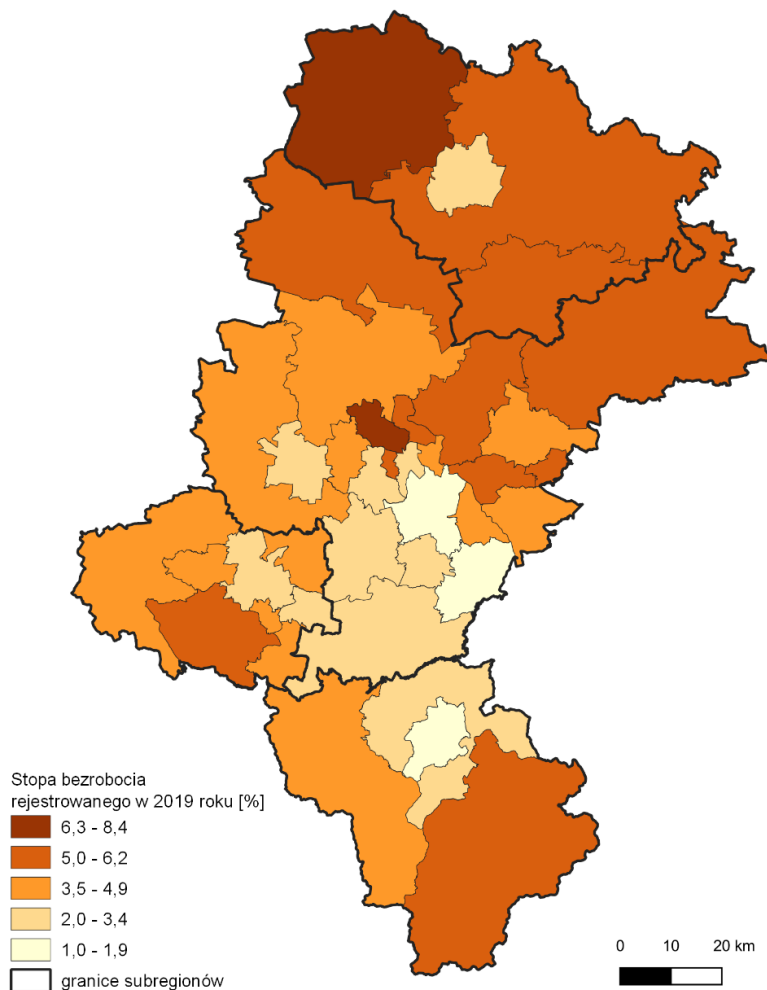 Stopa bezrobocia
rejestrowanego w 2019 roku [%]
6,3 - 8,4
5,0 - 6,2
3,5 - 4,9
2,0 - 3,4
1,0 - 1,9
granice subregionów
0 10 20 km